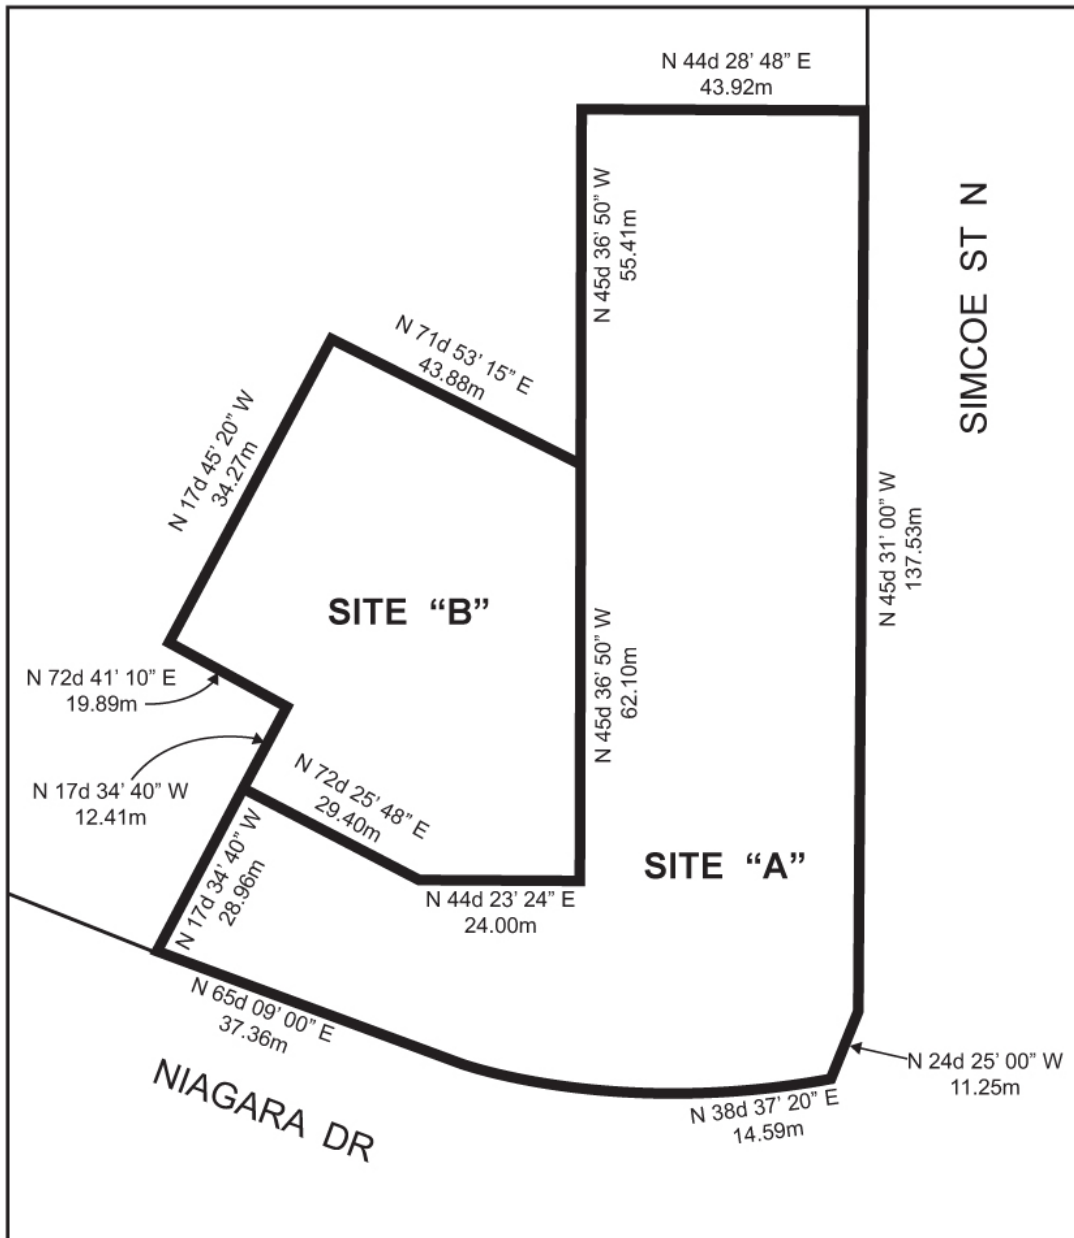 N 44d 28’ 48” E
43.92m
N 45d 36’ 50” W
55.41m
SIMCOE ST N
N 71d 53’ 15” E
43.88m
N 17d 45’ 20” W
34.27m
N 45d 31’ 00” W
137.53m
SITE “B”
N 45d 36’ 50” W
62.10m
N 72d 41’ 10” E
19.89m
N 17d 34’ 40” W
12.41m
N 72d 25’ 48” E
29.40m
SITE “A”
N 17d 34’ 40” W
28.96m
N 44d 23’ 24” E
24.00m
N 65d 09’ 00” E
37.36m
N 24d 25’ 00” W
11.25m
N 38d 37’ 20” E
14.59m
NIAGARA DR